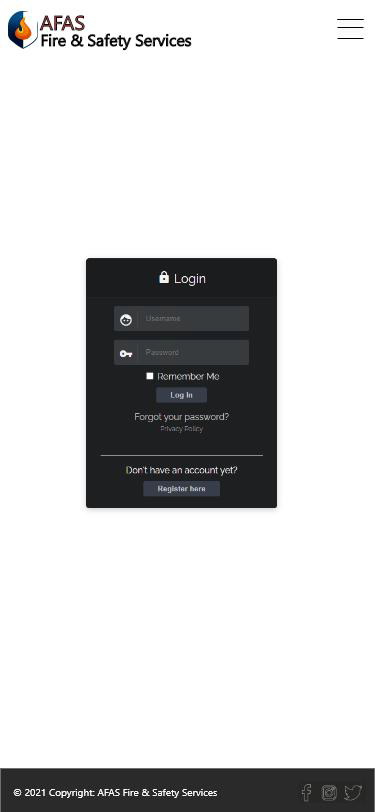 AFAS
Fire & Safety Services
Login
Username
Password
Remember Me
Log In
Forgot your password?
Privacy Policy
Don't have an account yet?
Register here
© 2021 Copyright: AFAS Fire & Safety Services